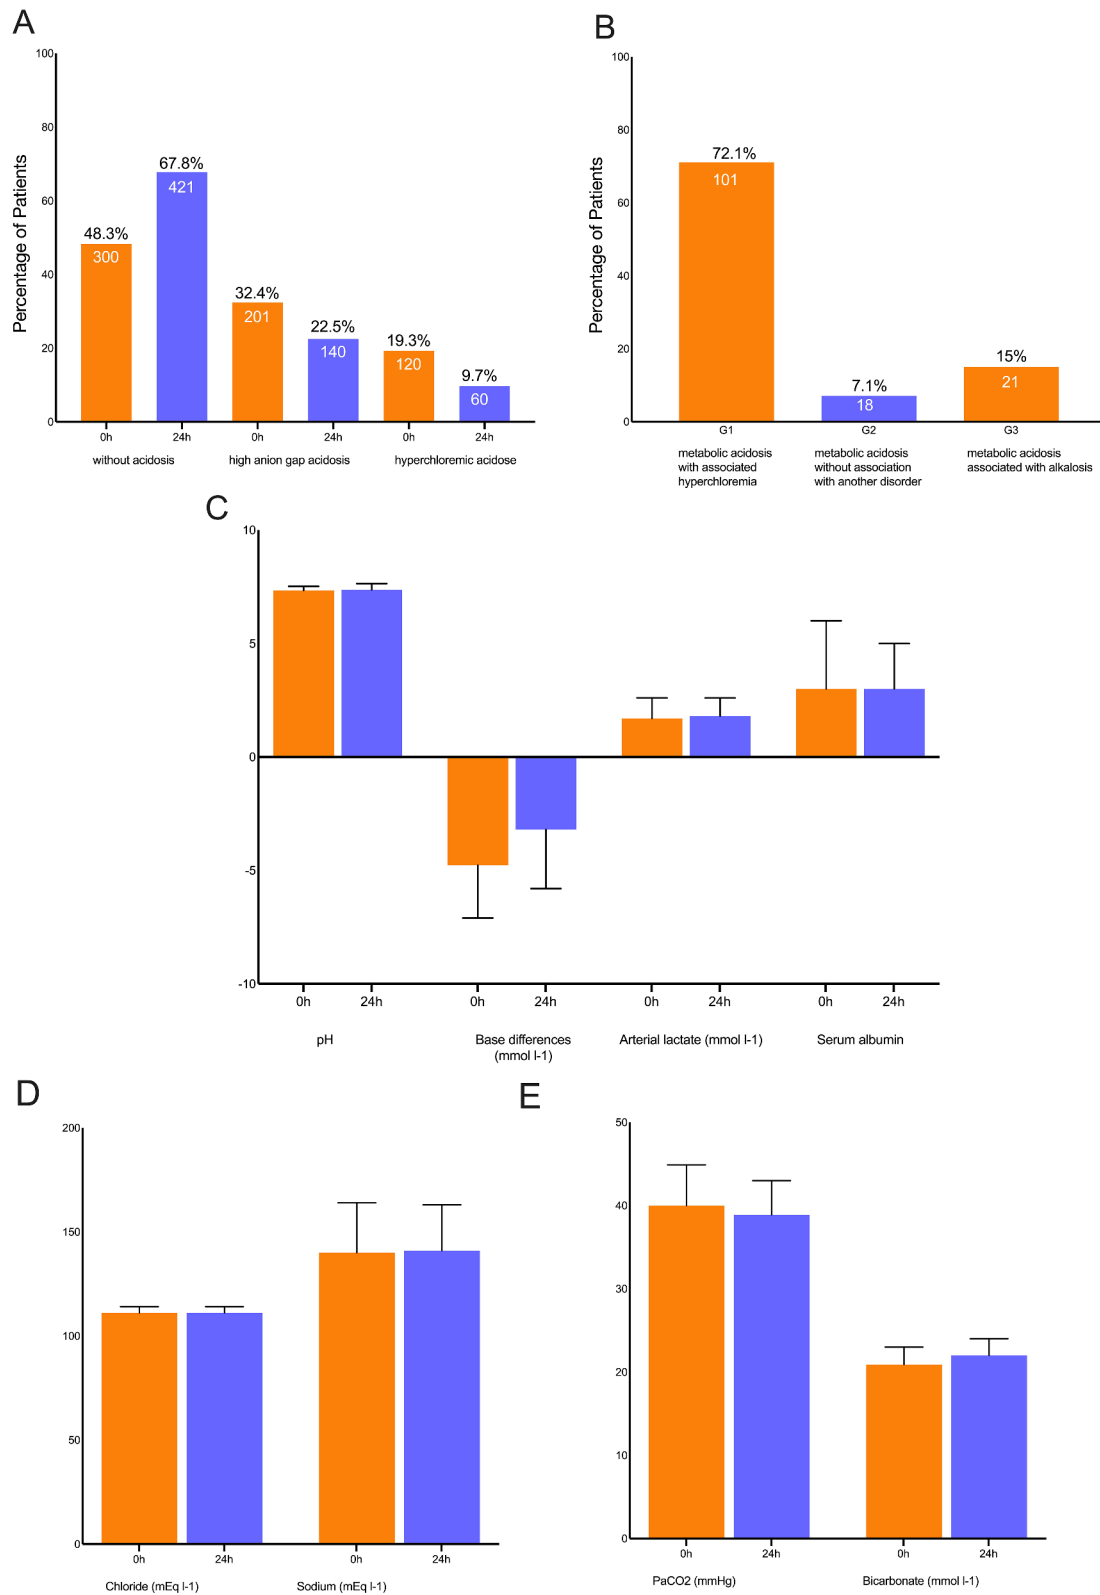 A
Percentage of Patients
100
80
60
40
20
0
48.3%
300
67.8%
421
32.4%
201
22.5%
140
19.3%
120
9.7%
60
0h 24h 0h 24h 0h 24h
without acidosis high anion gap acidosis hyperchloremic acidose
B
Percentage of Patients
100
80
60
40
20
0
72.1%
101
7.1%
18
15%
21
G1 G2 G3
metabolic acidosis
with associated
hyperchloremia
metabolic acidosis
without association
with another disorder
metabolic acidosis
associated with alkalosis
C
10
5
0
-5
-10
0h 24h 0h 24h 0h 24h 0h 24h
pH
Base differences
(mmol l-1)
Arterial lactate (mmol l-1)
Serum albumin
D
200
150
100
50
0
0h 24h 0h 24h
Chloride (mEq l-1) Sodium (mEq l-1)
E
50
40
30
20
10
0
0h 24h 0h 24h
PaCO2 (mmHg) Bicarbonate (mmol l-1)